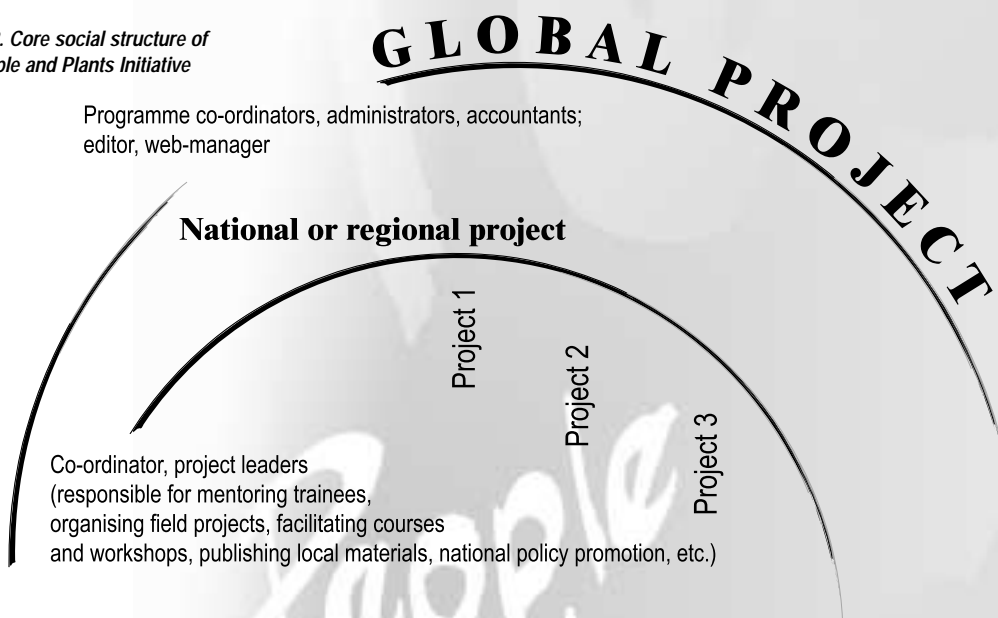 . Core social structure of
ple and Plants Initiative
GLOBAL PROJECT
Programme co-ordinators, administrators, accountants;
editor, web-manager
National or regional project
Project 1
Project 2
Project 3
Co-ordinator, project leaders
(responsible for mentoring trainees,
organising field projects, facilitating courses
and workshops, publishing local materials, national policy promotion, etc.)
People